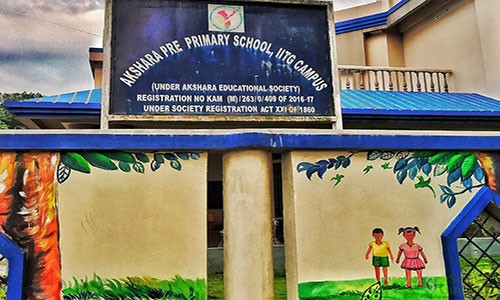 AKSHARA PRE PRIMARY SCHOOL, IITG CAMPUS
(UNDER AKSHARA EDUCATIONAL SOCIETY)
REGISTRATION NO KAM (M)/263/O/409 OF 2016-17
UNDER SOCIETY REGISTRATION ACT XXI OF 1860